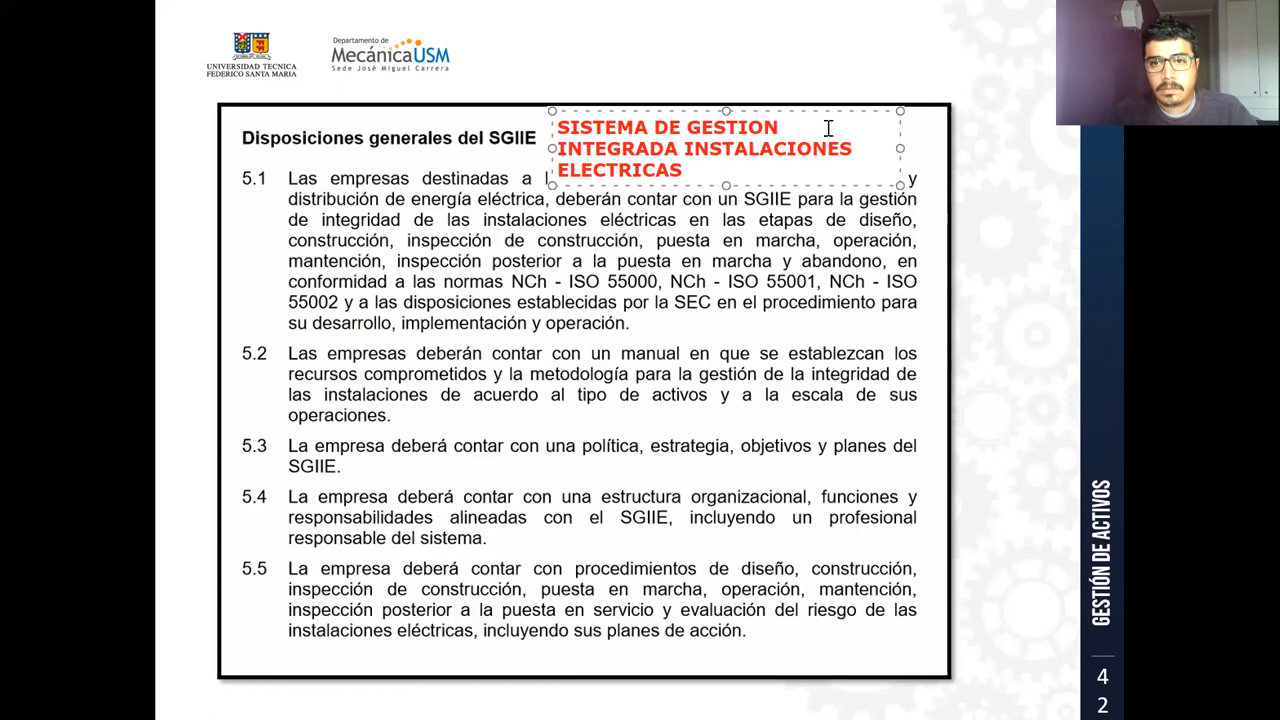 UNIVERSIDAD TECNICA
FEDERICO SANTA MARIA
Departamento de
MecánicaUSM
Sede José Miguel Carrera
Disposiciones generales del SGIIE
SISTEMA DE GESTION
INTEGRADA INSTALACIONES
ELECTRICAS
5.1 Las empresas destinadas a l y
distribución de energía eléctrica, deberán contar con un SGIIE para la gestión
de integridad de las instalaciones eléctricas en las etapas de diseño,
construcción, inspección de construcción, puesta en marcha, operación,
mantención, inspección posterior a la puesta en marcha y abandono, en
conformidad a las normas NCh - ISO 55000, NCh - ISO 55001, NCh - ISO
55002 y a las disposiciones establecidas por la SEC en el procedimiento para
su desarrollo, implementación y operación.
5.2 Las empresas deberán contar con un manual en que se establezcan los
recursos comprometidos y la metodología para la gestión de la integridad de
las instalaciones de acuerdo al tipo de activos y a la escala de sus
operaciones.
5.3 La empresa deberá contar con una política, estrategia, objetivos y planes del
SGIIE.
5.4 La empresa deberá contar con una estructura organizacional, funciones y
responsabilidades alineadas con el SGIIE, incluyendo un profesional
responsable del sistema.
5.5 La empresa deberá contar con procedimientos de diseño, construcción,
inspección de construcción, puesta en marcha, operación, mantención,
inspección posterior a la puesta en servicio y evaluación del riesgo de las
instalaciones eléctricas, incluyendo sus planes de acción.
GESTIÓN DE ACTIVOS
4
2